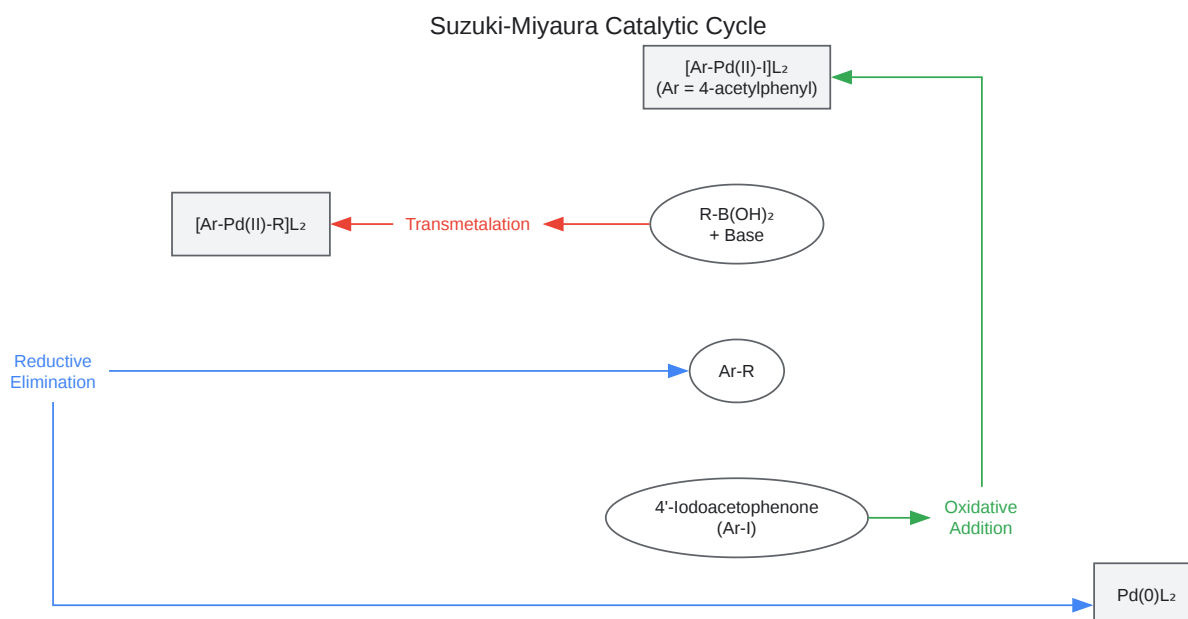 Suzuki-Miyaura Catalytic Cycle
[Ar-Pd(II)-I]L₂
(Ar = 4-acetylphenyl)
[Ar-Pd(II)-R]L₂
Transmetalation
R-B(OH)₂
+ Base
Reductive
Elimination
Ar-R
4'-Iodoacetophenone
(Ar-I)
Oxidative
Addition
Pd(0)L₂